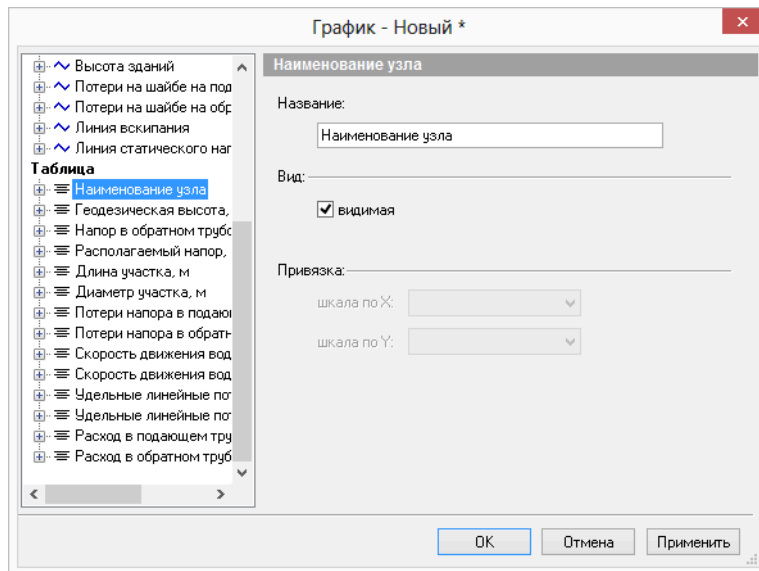 График - Новый *
Высота зданий
Потери на шайбе на под
Потери на шайбе на обр
Линия вскипания
Линия статического нап
Таблица
Наименование узла
Геодезическая высота,
Напор в обратном трубо
Располагаемый напор,
Длина участка, м
Диаметр участка, м
Потери напора в подающ
Потери напора в обратн
Скорость движения вод
Скорость движения вод
Удельные линейные пот
Удельные линейные пот
Расход в подающем тру
Расход в обратном труб
Наименование узла
Название:
Наименование узла
Вид:
видимая
Привязка:
шкала по X:
шкала по Y:
OK
Отмена
Применить